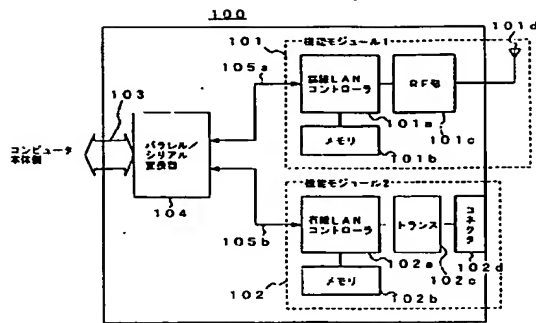 100
101d
101
機能モジュール1
105a
103
無線LAN
コントローラ
RF部
コンピュータ
本体側
パラレル/
シリアル
変換部
101a
101c
メモリ
101b
104
機能モジュール2
105b
有線LAN
コントローラ
トランス
コネクタ
102a
102d
102c
メモリ
102
102b